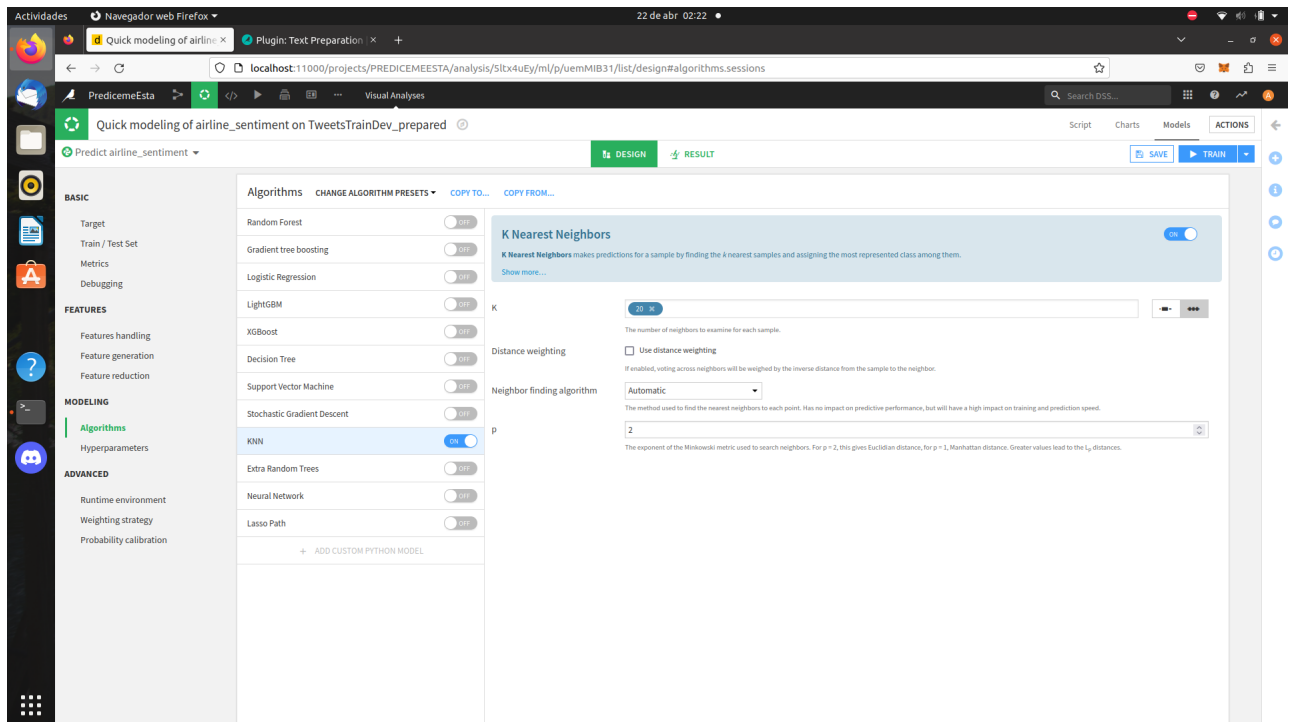 Actividades Navegador web Firefox 22 de abr 02:22
d Quick modeling of airline × Plugin: Text Preparation × +
localhost:11000/projects/PREDICEMEESTA/analysis/5ltx4uEy/ml/p/uemMIB31/list/design#algorithms.sessions
PredicemeEsta </> ... Visual Analyses Search DSS... A
Quick modeling of airline_sentiment on TweetsTrainDev_prepared Script Charts Models ACTIONS
Predict airline_sentiment DESIGN RESULT SAVE TRAIN
BASIC
Target
Train / Test Set
Metrics
Debugging
FEATURES
Features handling
Feature generation
Feature reduction
MODELING
Algorithms
Hyperparameters
ADVANCED
Runtime environment
Weighting strategy
Probability calibration
Algorithms CHANGE ALGORITHM PRESETS COPY TO... COPY FROM...
Random Forest OFF
Gradient tree boosting OFF
Logistic Regression OFF
LightGBM OFF
XGBoost OFF
Decision Tree OFF
Support Vector Machine OFF
Stochastic Gradient Descent OFF
KNN ON
Extra Random Trees OFF
Neural Network OFF
Lasso Path OFF
+ ADD CUSTOM PYTHON MODEL
K Nearest Neighbors ON
K Nearest Neighbors makes predictions for a sample by finding the k nearest samples and assigning the most represented class among them.
Show more...
K 20 ×
The number of neighbors to examine for each sample.
Distance weighting Use distance weighting
If enabled, voting across neighbors will be weighed by the inverse distance from the sample to the neighbor.
Neighbor finding algorithm Automatic
The method used to find the nearest neighbors to each point. Has no impact on predictive performance, but will have a high impact on training and prediction speed.
p 2
The exponent of the Minkowski metric used to search neighbors. For p = 2, this gives Euclidian distance, for p = 1, Manhattan distance. Greater values lead to the Lp distances.